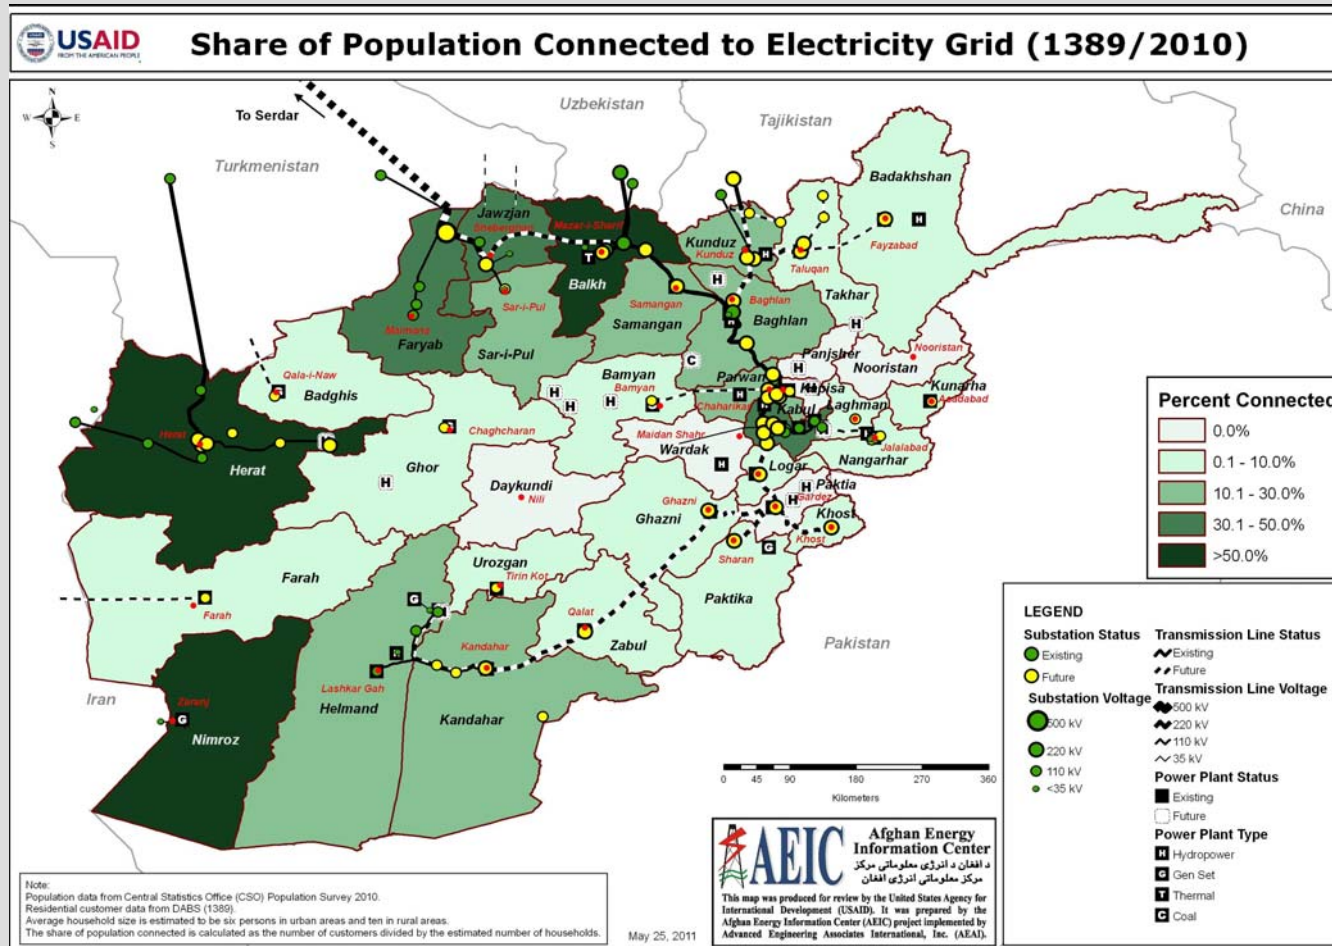 USAID
FROM THE AMERICAN PEOPLE
Share of Population Connected to Electricity Grid (1389/2010)
N
W
E
S
To Serdar
Uzbekistan
Tajikistan
Turkmenistan
China
Badakhshan
Jawzjan
Sheberghan
Mazar-i-Sharif
Kunduz
Kunduz
Fayzabad
Taluqan
Balkh
Takhar
Sar-i-Pul
Samangan
Baghlan
Baghlan
Samangan
Maimana
Faryab
Sar-i-Pul
Panjsher
Nooristan
Nooristan
Qala-i-Naw
Badghis
Bamyan
Bamyan
Parwan
Kapisa
Kunarha
Asadabad
Chaharikar
Kabul
Laghman
Herat
Chaghcharan
Maidan Shahr
Wardak
Jalalabad
Nangarhar
Herat
Ghor
Logar
Daykundi
Nili
Paktia
Gardez
Ghazni
Ghazni
Khost
Khost
Sharan
Urozgan
Tirin Kot
Farah
Farah
Qalat
Zabul
Paktika
Pakistan
Kandahar
Iran
Lashkar Gah
Helmand
Kandahar
Zaranj
Nimroz
Percent Connected
0.0%
0.1 - 10.0%
10.1 - 30.0%
30.1 - 50.0%
>50.0%
LEGEND
Substation Status
Existing
Future
Substation Voltage
500 kV
220 kV
110 kV
<35 kV
Transmission Line Status
Existing
Future
Transmission Line Voltage
500 kV
220 kV
110 kV
35 kV
Power Plant Status
Existing
Future
Power Plant Type
H Hydropower
G Gen Set
T Thermal
C Coal
0 45 90 180 270 360
Kilometers
AEIC
Afghan Energy
Information Center
د افغان د انرژی معلوماتی مرکز
مرکز معلوماتی انرژی افغان
This map was produced for review by the United States Agency for
International Development (USAID). It was prepared by the
Afghan Energy Information Center (AEIC) project implemented by
Advanced Engineering Associates International, Inc. (AEAI).
Note:
Population data from Central Statistics Office (CSO) Population Survey 2010.
Residential customer data from DABS (1389).
Average household size is estimated to be six persons in urban areas and ten in rural areas.
The share of population connected is calculated as the number of customers divided by the estimated number of households.
May 25, 2011